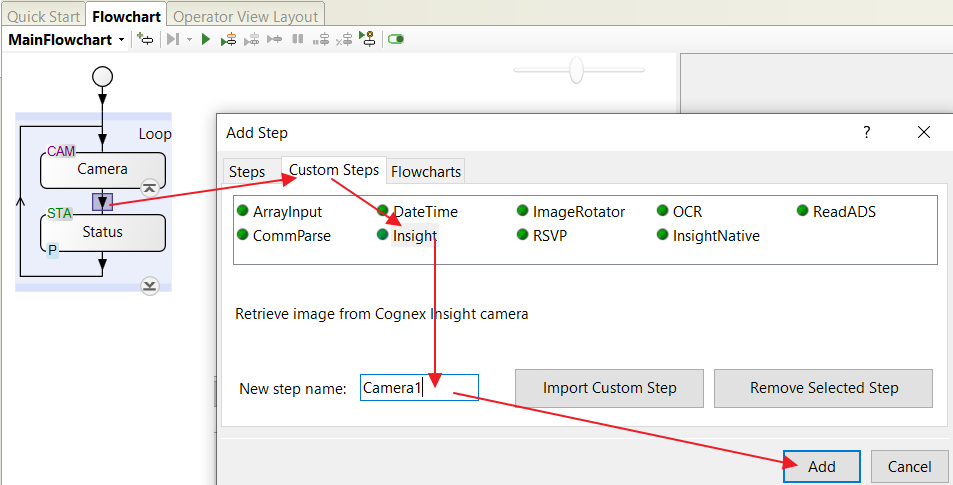 Quick Start Flowchart Operator View Layout
MainFlowchart
Loop
CAM
Camera
STA
Status
P
Add Step ?
Steps Custom Steps Flowcharts
ArrayInput DateTime ImageRotator OCR ReadADS
CommParse Insight RSVP InsightNative
Retrieve image from Cognex Insight camera
New step name: Camera1 Import Custom Step Remove Selected Step
Add Cancel